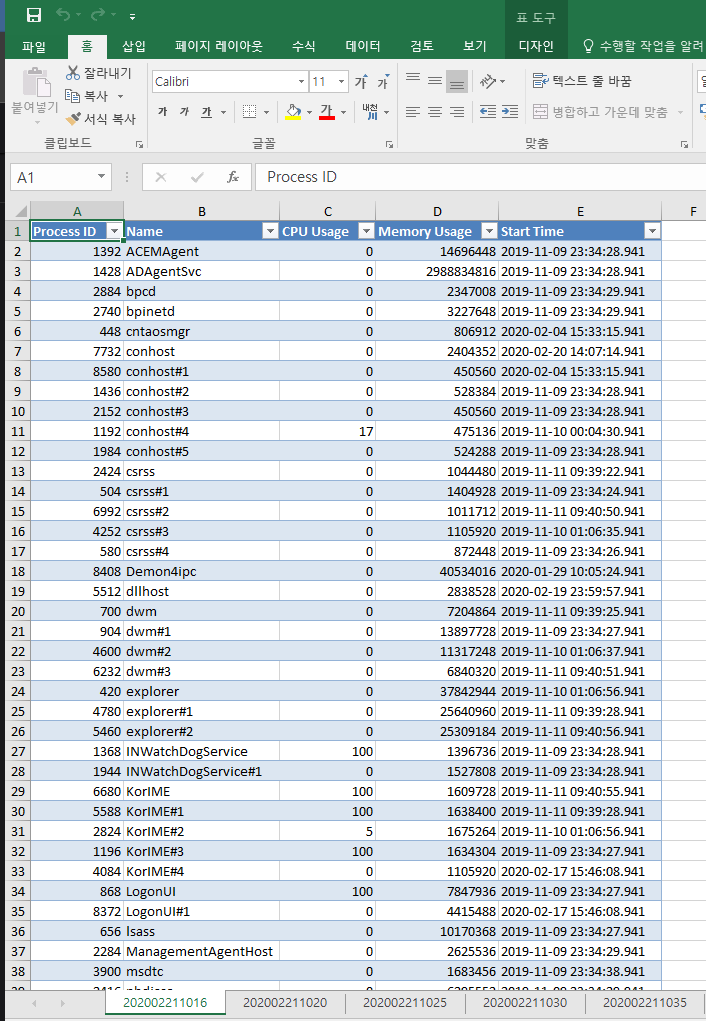 표 도구
파일 홈 삽입 페이지 레이아웃 수식 데이터 검토 보기 디자인 수행할 작업을 알려
붙여넣기 잘라내기 복사 서식 복사
Calibri 11 가 가
가 가 가 가 내천 川
텍스트 줄 바꿈
병합하고 가운데 맞춤
클립보드 글꼴 맞춤
A1 fx Process ID
A B C D E F
1 Process ID Name CPU Usage Memory Usage Start Time
2 1392 ACEMAgent 0 14696448 2019-11-09 23:34:28.941
3 1428 ADAgentSvc 0 2988834816 2019-11-09 23:34:28.941
4 2884 bpcd 0 2347008 2019-11-09 23:34:29.941
5 2740 bpinetd 0 3227648 2019-11-09 23:34:29.941
6 448 cntaosmgr 0 806912 2020-02-04 15:33:15.941
7 7732 conhost 0 2404352 2020-02-20 14:07:14.941
8 8580 conhost#1 0 450560 2020-02-04 15:33:15.941
9 1436 conhost#2 0 528384 2019-11-09 23:34:28.941
10 2152 conhost#3 0 450560 2019-11-09 23:34:28.941
11 1192 conhost#4 17 475136 2019-11-10 00:04:30.941
12 1984 conhost#5 0 524288 2019-11-09 23:34:28.941
13 2424 csrss 0 1044480 2019-11-11 09:39:22.941
14 504 csrss#1 0 1404928 2019-11-09 23:34:24.941
15 6992 csrss#2 0 1011712 2019-11-11 09:40:50.941
16 4252 csrss#3 0 1105920 2019-11-10 01:06:35.941
17 580 csrss#4 0 872448 2019-11-09 23:34:26.941
18 8408 Demon4ipc 0 40534016 2020-01-29 10:05:24.941
19 5512 dllhost 0 2838528 2020-02-19 23:59:57.941
20 700 dwm 0 7204864 2019-11-11 09:39:25.941
21 904 dwm#1 0 13897728 2019-11-09 23:34:27.941
22 4600 dwm#2 0 11317248 2019-11-10 01:06:37.941
23 6232 dwm#3 0 6840320 2019-11-11 09:40:51.941
24 420 explorer 0 37842944 2019-11-10 01:06:56.941
25 4780 explorer#1 0 25640960 2019-11-11 09:39:28.941
26 5460 explorer#2 0 25309184 2019-11-11 09:40:56.941
27 1368 INWatchDogService 100 1396736 2019-11-09 23:34:28.941
28 1944 INWatchDogService#1 0 1527808 2019-11-09 23:34:28.941
29 6680 KorIME 100 1609728 2019-11-11 09:40:55.941
30 5588 KorIME#1 100 1638400 2019-11-11 09:39:28.941
31 2824 KorIME#2 5 1675264 2019-11-10 01:06:56.941
32 1196 KorIME#3 100 1634304 2019-11-09 23:34:27.941
33 4084 KorIME#4 0 1105920 2020-02-17 15:46:08.941
34 868 LogonUI 100 7847936 2019-11-09 23:34:27.941
35 8372 LogonUI#1 0 4415488 2020-02-17 15:46:08.941
36 656 lsass 0 10170368 2019-11-09 23:34:27.941
37 2284 ManagementAgentHost 0 2625536 2019-11-09 23:34:29.941
38 3900 msdtc 0 1683456 2019-11-09 23:34:38.941
202002211016 202002211020 202002211025 202002211030 202002211035